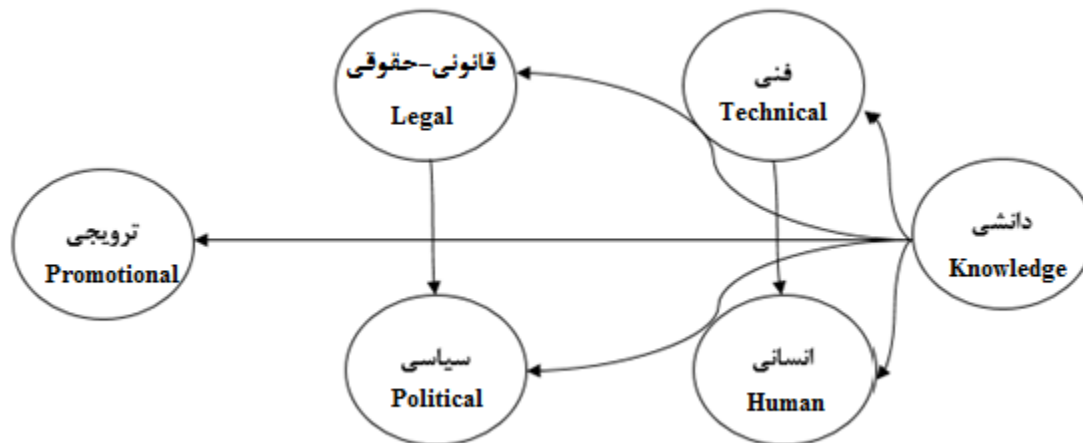 قانونی-حقوقی
Legal
فنی
Technical
دانشی
Knowledge
ترویجی
Promotional
سیاسی
Political
انسانی
Human